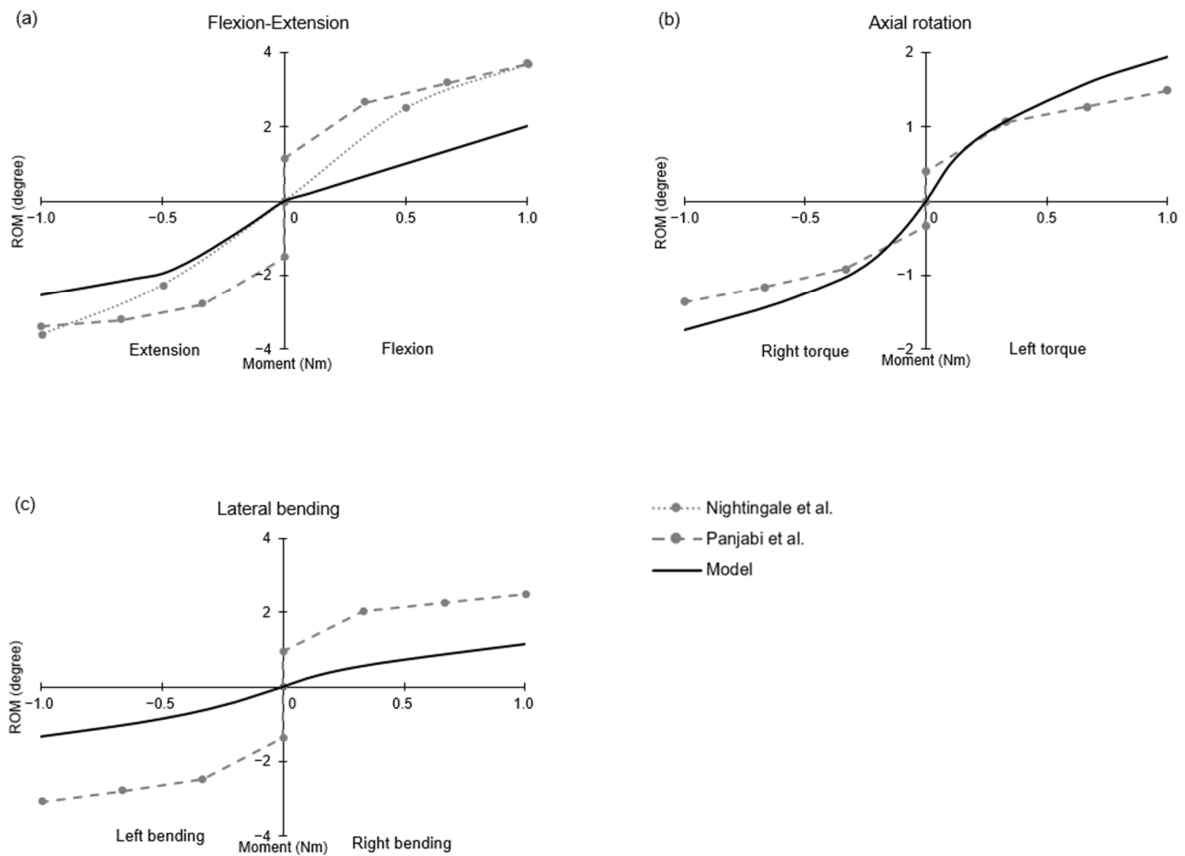 (a)
Flexion-Extension
4
2
−1.0
−0.5
0
0.5
1.0
−2
−4
ROM (degree)
Extension
Flexion
Moment (Nm)
(b)
Axial rotation
2
1
−1.0
−0.5
0
0.5
1.0
−1
−2
ROM (degree)
Right torque
Left torque
Moment (Nm)
(c)
Lateral bending
4
2
−1.0
−0.5
0
0.5
1.0
−2
−4
ROM (degree)
Left bending
Right bending
Moment (Nm)
Nightingale et al.
Panjabi et al.
Model